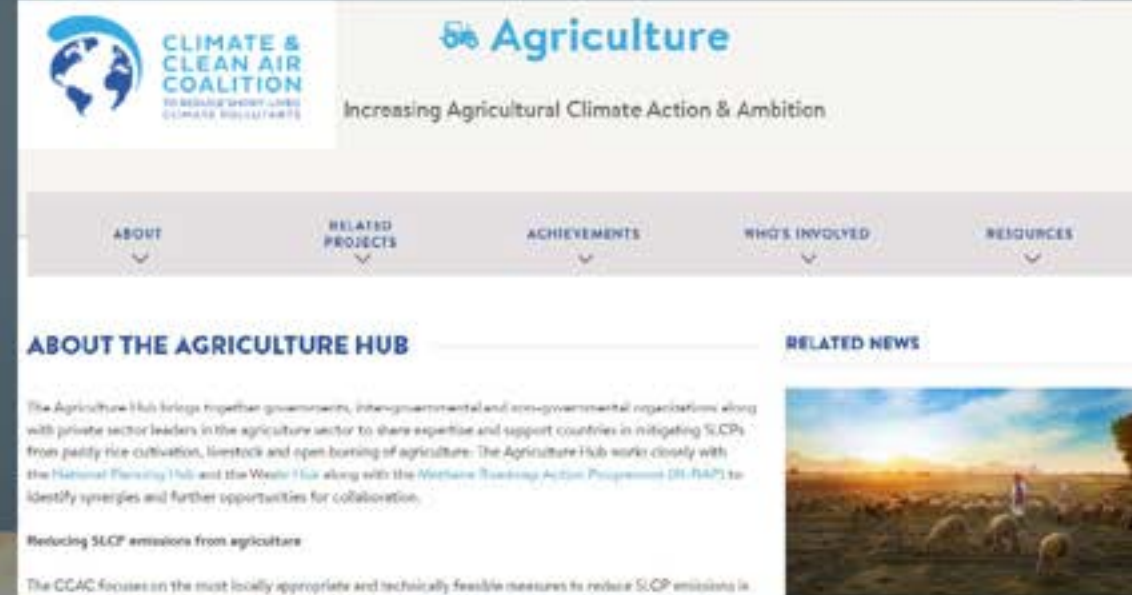 CLIMATE &
CLEAN AIR
COALITION
TO REDUCE SHORT-LIVED
CLIMATE POLLUTANTS
Agriculture
Increasing Agricultural Climate Action & Ambition
ABOUT
RELATED
PROJECTS
ACHIEVEMENTS
WHO'S INVOLVED
RESOURCES
ABOUT THE AGRICULTURE HUB
RELATED NEWS
The Agriculture Hub brings together governments, inter-governmental and non-governmental organizations along
with private sector leaders in the agriculture sector to share expertise and support countries in mitigating SLCPs
from paddy rice cultivation, livestock and open burning of agriculture. The Agriculture Hub works closely with
the National Planning Hub and the Waste Hub along with the Methane Roadmap Action Programme (M-RAP) to
identify synergies and further opportunities for collaboration.
Reducing SLCP emissions from agriculture
The CCAC focuses on the most locally appropriate and technically feasible measures to reduce SLCP emissions in